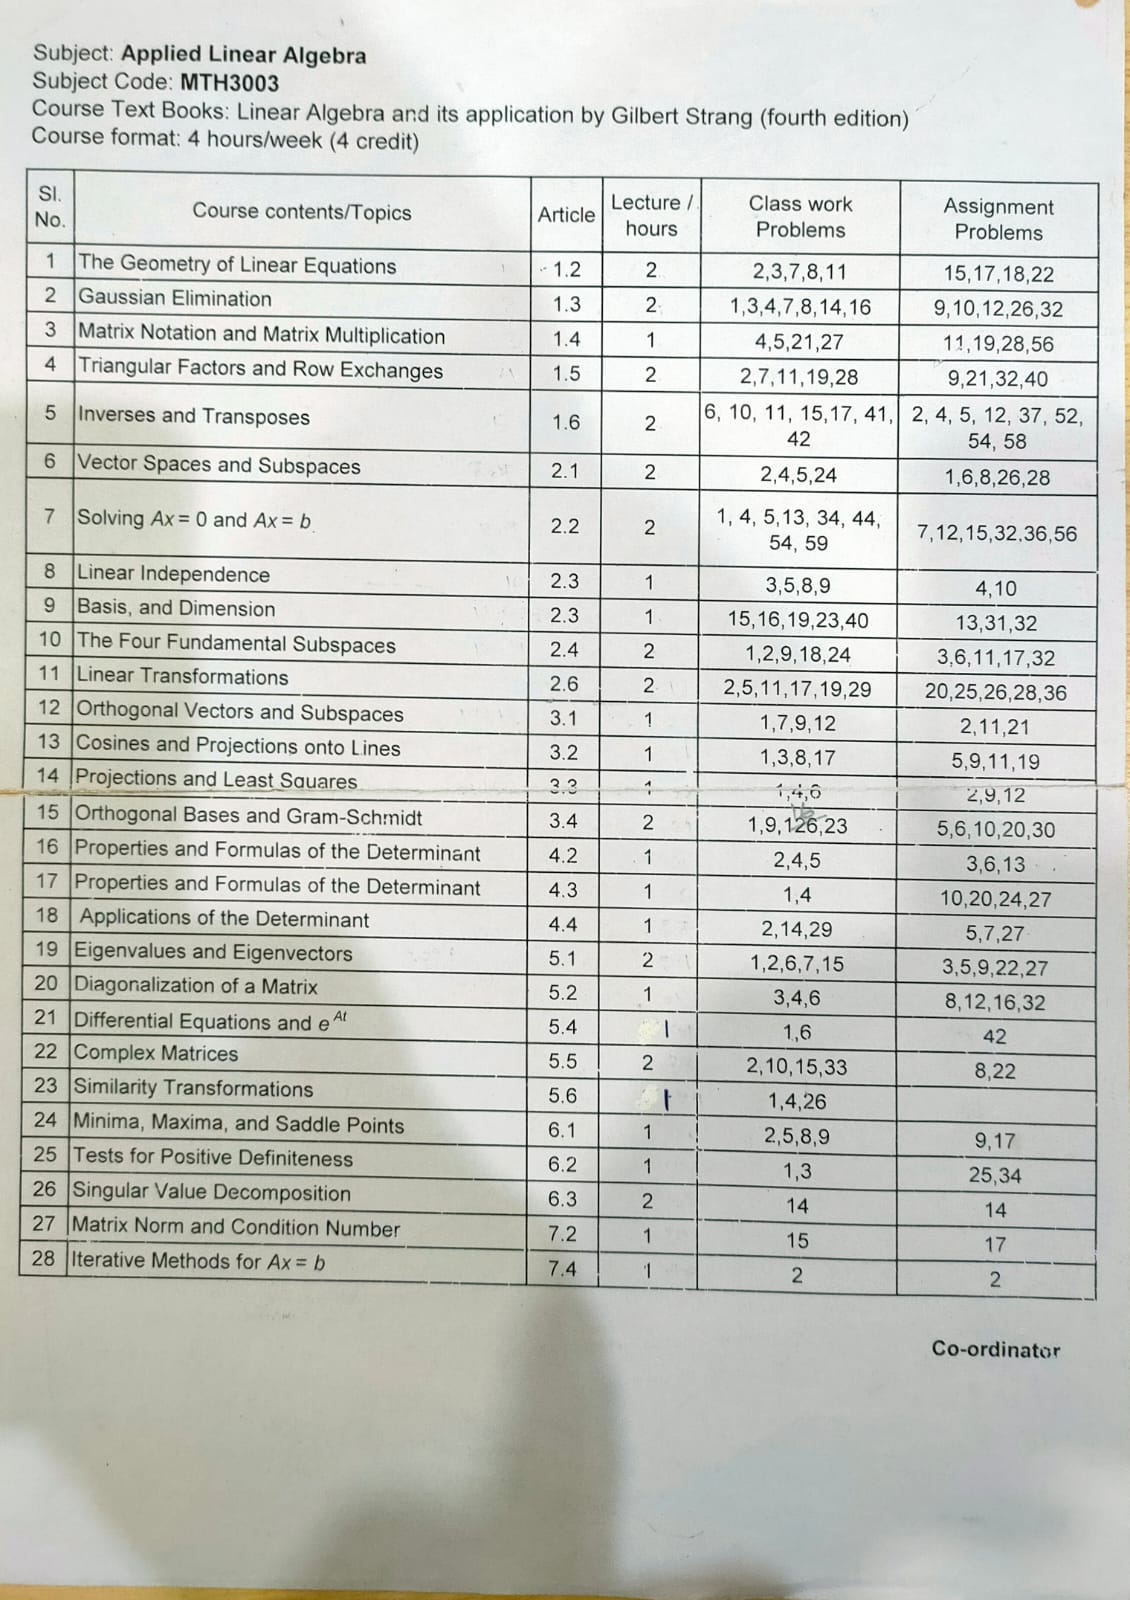 Subject: Applied Linear Algebra
Subject Code: MTH3003
Course Text Books: Linear Algebra and its application by Gilbert Strang (fourth edition)
Course format: 4 hours/week (4 credit)
Sl. No. Course contents/Topics Article Lecture / hours Class work Problems Assignment Problems
1 The Geometry of Linear Equations 1.2 2 2,3,7,8,11 15,17,18,22
2 Gaussian Elimination 1.3 2 1,3,4,7,8,14,16 9,10,12,26,32
3 Matrix Notation and Matrix Multiplication 1.4 1 4,5,21,27 11,19,28,56
4 Triangular Factors and Row Exchanges 1.5 2 2,7,11,19,28 9,21,32,40
5 Inverses and Transposes 1.6 2 6, 10, 11, 15,17, 41, 42 2, 4, 5, 12, 37, 52, 54, 58
6 Vector Spaces and Subspaces 2.1 2 2,4,5,24 1,6,8,26,28
7 Solving Ax = 0 and Ax = b 2.2 2 1, 4, 5,13, 34, 44, 54, 59 7,12,15,32,36,56
8 Linear Independence 2.3 1 3,5,8,9 4,10
9 Basis, and Dimension 2.3 1 15,16,19,23,40 13,31,32
10 The Four Fundamental Subspaces 2.4 2 1,2,9,18,24 3,6,11,17,32
11 Linear Transformations 2.6 2 2,5,11,17,19,29 20,25,26,28,36
12 Orthogonal Vectors and Subspaces 3.1 1 1,7,9,12 2,11,21
13 Cosines and Projections onto Lines 3.2 1 1,3,8,17 5,9,11,19
14 Projections and Least Squares 3.3 1 1,4,6 2,9,12
15 Orthogonal Bases and Gram-Schmidt 3.4 2 1,9,126,23 5,6,10,20,30
16 Properties and Formulas of the Determinant 4.2 1 2,4,5 3,6,13
17 Properties and Formulas of the Determinant 4.3 1 1,4 10,20,24,27
18 Applications of the Determinant 4.4 1 2,14,29 5,7,27
19 Eigenvalues and Eigenvectors 5.1 2 1,2,6,7,15 3,5,9,22,27
20 Diagonalization of a Matrix 5.2 1 3,4,6 8,12,16,32
21 Differential Equations and e^At 5.4 1 1,6 42
22 Complex Matrices 5.5 2 2,10,15,33 8,22
23 Similarity Transformations 5.6 1 1,4,26
24 Minima, Maxima, and Saddle Points 6.1 1 2,5,8,9 9,17
25 Tests for Positive Definiteness 6.2 1 1,3 25,34
26 Singular Value Decomposition 6.3 2 14 14
27 Matrix Norm and Condition Number 7.2 1 15 17
28 Iterative Methods for Ax = b 7.4 1 2 2
Co-ordinator